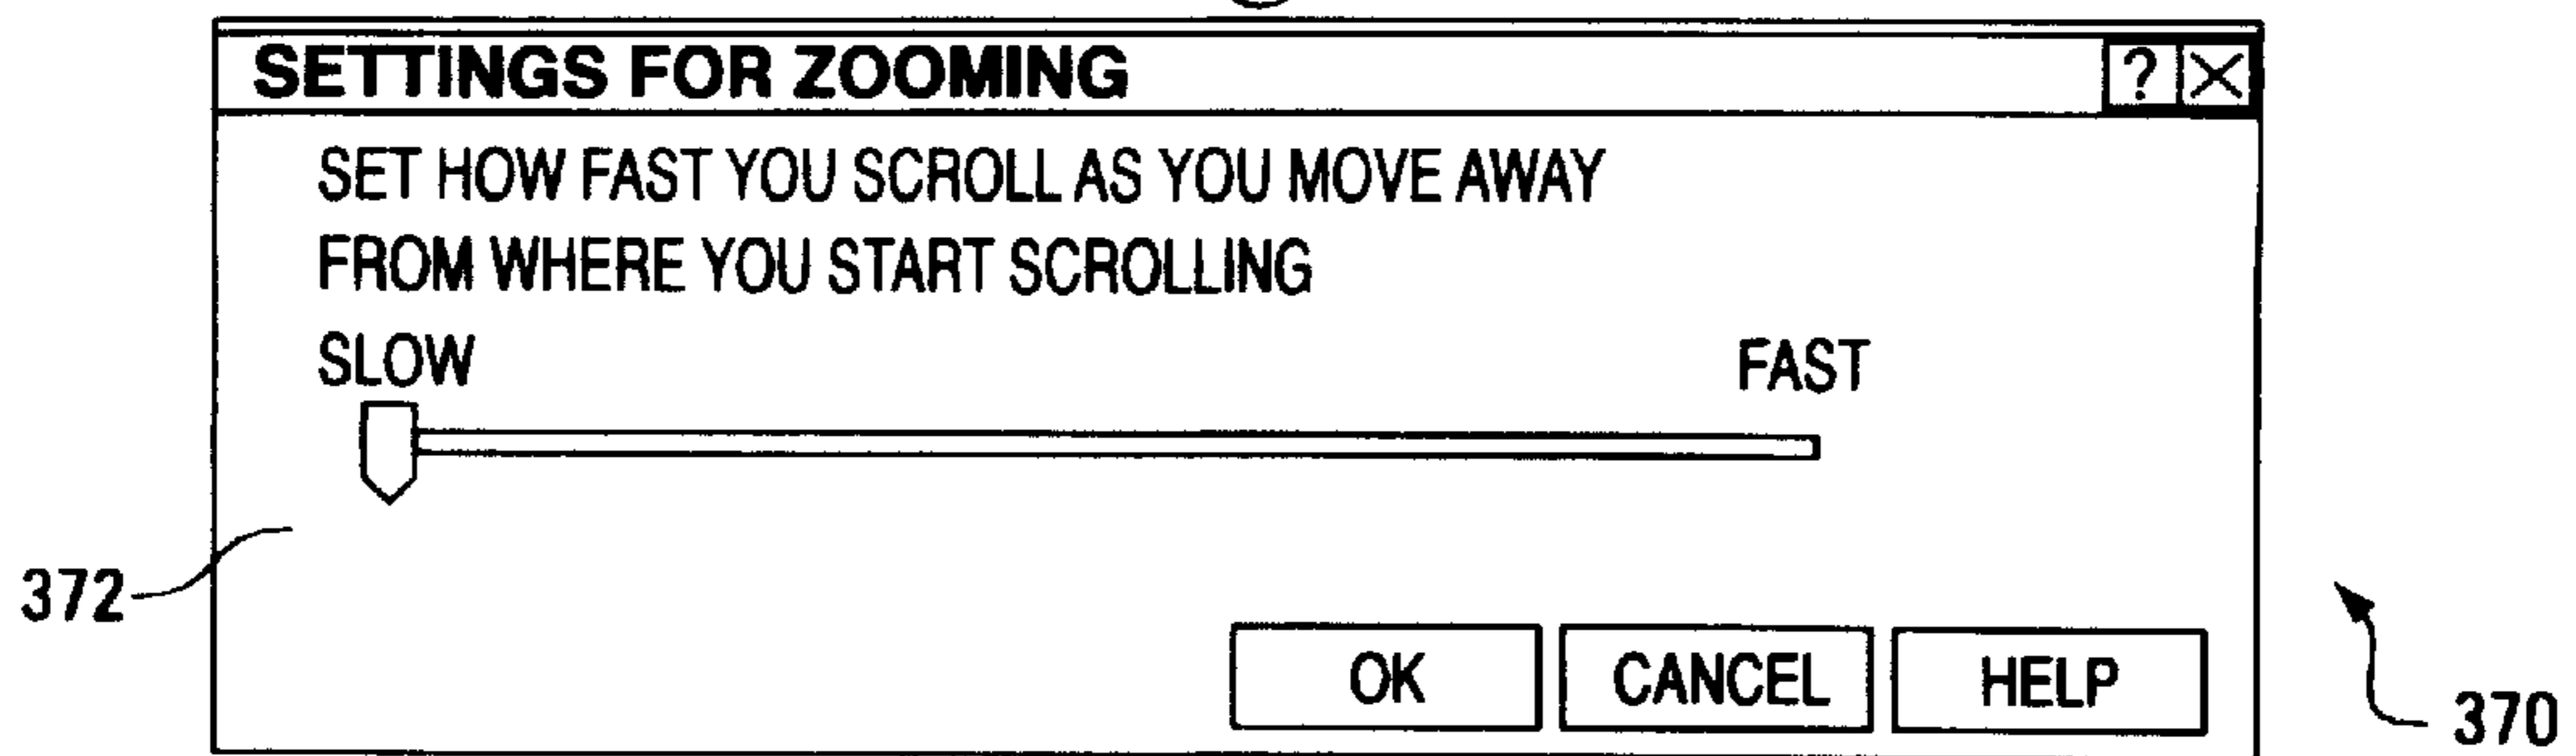 SETTINGS FOR ZOOMING ? X
SET HOW FAST YOU SCROLL AS YOU MOVE AWAY
FROM WHERE YOU START SCROLLING
SLOW FAST
372
OK CANCEL HELP
370